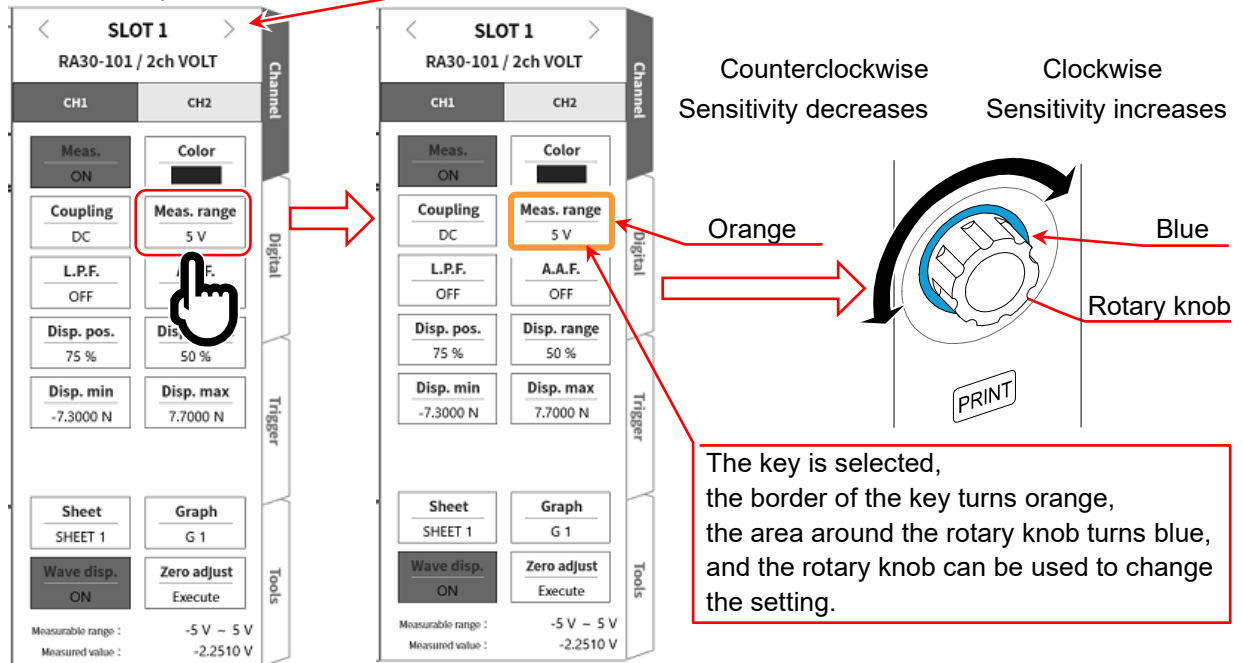 SLOT 1
RA30-101 / 2ch VOLT
CH1 CH2
Meas. Color
ON
Coupling Meas. range
DC 5 V
L.P.F. A.A.F.
OFF
Disp. pos.
75 % 50 %
Disp. min Disp. max
-7.3000 N 7.7000 N
Sheet Graph
SHEET 1 G 1
Wave disp. Zero adjust
ON Execute
Measurable range : -5 V ~ 5 V
Measured value : -2.2510 V
Channel
Digital
Trigger
Tools
SLOT 1
RA30-101 / 2ch VOLT
CH1 CH2
Meas. Color
ON
Coupling Meas. range
DC 5 V
L.P.F. A.A.F.
OFF OFF
Disp. pos. Disp. range
75 % 50 %
Disp. min Disp. max
-7.3000 N 7.7000 N
Sheet Graph
SHEET 1 G 1
Wave disp. Zero adjust
ON Execute
Measurable range : -5 V ~ 5 V
Measured value : -2.2510 V
Channel
Digital
Trigger
Tools
Counterclockwise Clockwise
Sensitivity decreases Sensitivity increases
Orange
Blue
Rotary knob
PRINT
The key is selected,
the border of the key turns orange,
the area around the rotary knob turns blue,
and the rotary knob can be used to change
the setting.